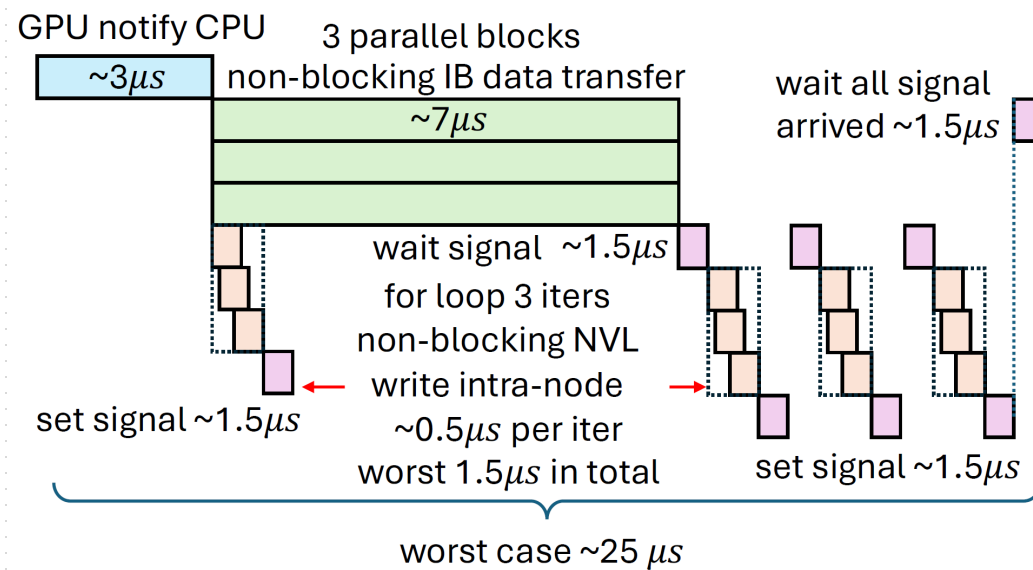 GPU notify CPU
~3μs
3 parallel blocks
non-blocking IB data transfer
~7μs
wait all signal
arrived ~1.5μs
wait signal ~1.5μs
for loop 3 iters
non-blocking NVL
write intra-node
~0.5μs per iter
worst 1.5μs in total
set signal ~1.5μs
set signal ~1.5μs
worst case ~25 μs